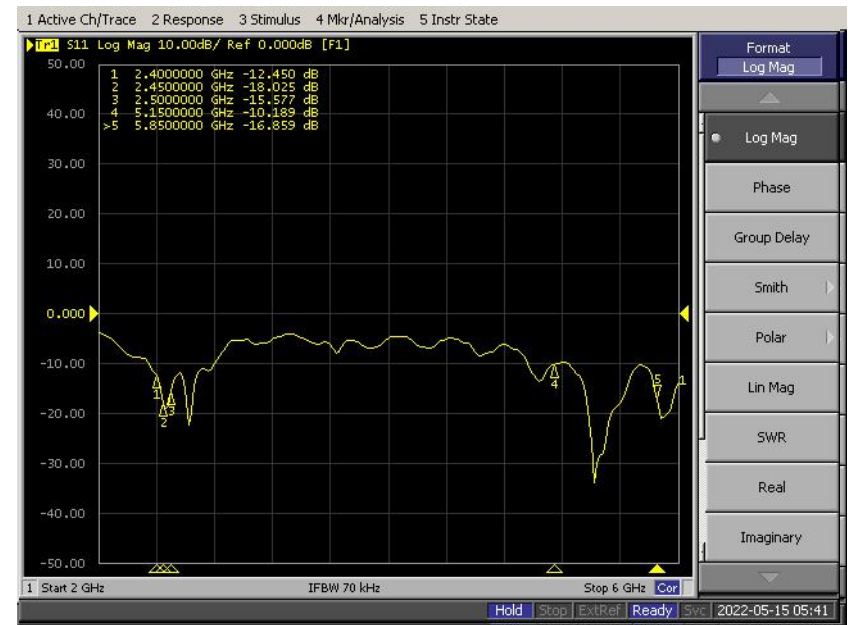 1 Active Ch/Trace 2 Response 3 Stimulus 4 Mkr/Analysis 5 Instr State
Tr1 S11 Log Mag 10.00dB/ Ref 0.000dB [F1]
50.00
1 2.4000000 GHz -12.450 dB
2 2.4500000 GHz -18.025 dB
3 2.5000000 GHz -15.577 dB
4 5.1500000 GHz -10.189 dB
>5 5.8500000 GHz -16.859 dB
40.00
30.00
20.00
10.00
0.000
-10.00
-20.00
-30.00
-40.00
-50.00
1
2
3
4
5
1
1 Start 2 GHz IFBW 70 kHz Stop 6 GHz Cor
Format
Log Mag
Log Mag
Phase
Group Delay
Smith
Polar
Lin Mag
SWR
Real
Imaginary
Hold Stop ExtRef Ready Svc 2022-05-15 05:41